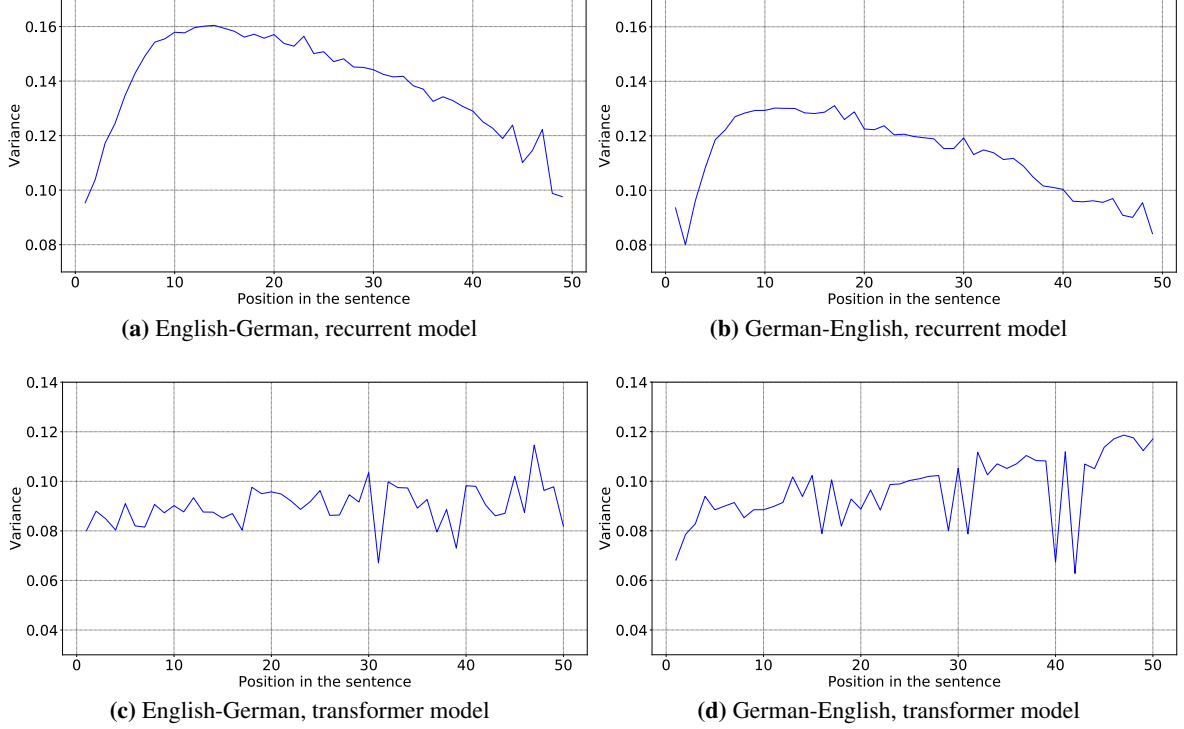 0.16
0.14
0.12
0.10
0.08
Variance
0 10 20 30 40 50
Position in the sentence
(a) English-German, recurrent model
0.16
0.14
0.12
0.10
0.08
Variance
0 10 20 30 40 50
Position in the sentence
(b) German-English, recurrent model
0.14
0.12
0.10
0.08
0.06
0.04
Variance
0 10 20 30 40 50
Position in the sentence
(c) English-German, transformer model
0.14
0.12
0.10
0.08
0.06
0.04
Variance
0 10 20 30 40 50
Position in the sentence
(d) German-English, transformer model